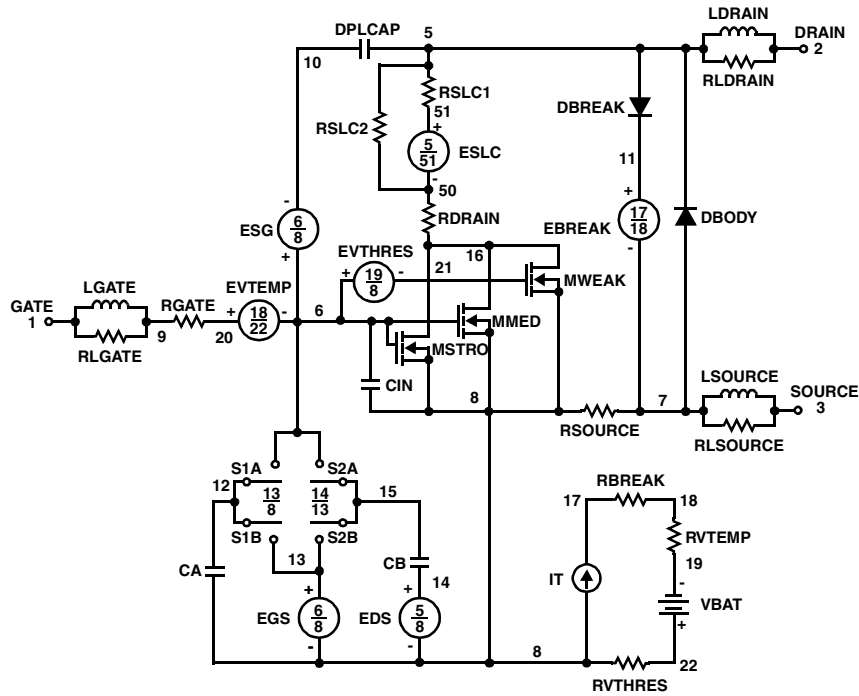 LDRAIN
DPLCAP
5
DRAIN
2
10
RLDRAIN
RSLC1
51
DBREAK
RSLC2
+
5
51
ESLC
-
50
11
-
6
8
ESG
+
RDRAIN
+
17
18
EBREAK
-
DBODY
EVTHRES
16
+
19
8
-
21
MWEAK
LGATE
EVTEMP
GATE
1
RGATE
+
18
22
-
6
MMED
9
20
RLGATE
MSTRO
CIN
LSOURCE
8
7
SOURCE
3
RSOURCE
RLSOURCE
S1A
S2A
12
13
8
14
13
15
RBREAK
17
18
S1B
S2B
RVTEMP
13
CB
19
CA
14
IT
-
VBAT
+
+
6
8
EGS
-
+
5
8
EDS
-
8
22
RVTHRES